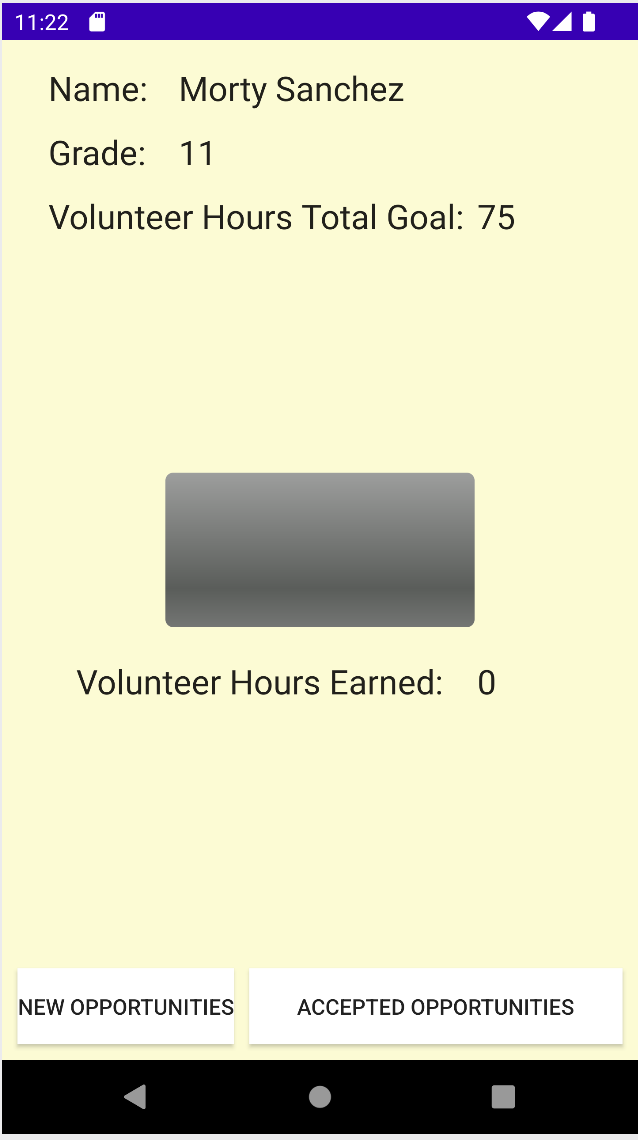 11:22
Name: Morty Sanchez
Grade: 11
Volunteer Hours Total Goal: 75
Volunteer Hours Earned: 0
NEW OPPORTUNITIES ACCEPTED OPPORTUNITIES